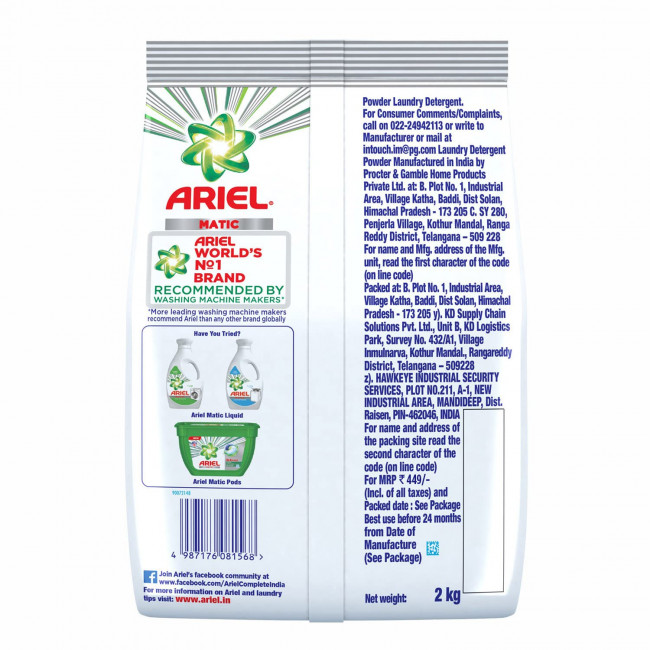 ARIEL
MATIC
ARIEL
WORLD'S
Nº1
BRAND
RECOMMENDED BY
WASHING MACHINE MAKERS*
*More leading washing machine makers
recommend Ariel than any other brand globally
Have You Tried?
ARIEL
ARIEL
Ariel Matic Liquid
ARIEL
Ariel Matic Pods
4 987176 081568 >
Join Ariel's facebook community at
www.facebook.com/ArielCompleteIndia
For more information on Ariel and laundry
tips visit: www.ariel.in
Powder Laundry Detergent.
For Consumer Comments/Complaints,
call on 022-24942113 or write to
Manufacturer or mail at
intouch.im@pg.com Laundry Detergent
Powder Manufactured in India by
Procter & Gamble Home Products
Private Ltd. at: B. Plot No. 1, Industrial
Area, Village Katha, Baddi, Dist Solan,
Himachal Pradesh - 173 205 C. SY 280,
Penjerla Village, Kothur Mandal, Ranga
Reddy District, Telangana – 509 228
For name and Mfg. address of the Mfg.
unit, read the first character of the code
(on line code)
Packed at: B. Plot No. 1, Industrial Area,
Village Katha, Baddi, Dist Solan, Himachal
Pradesh - 173 205 y). KD Supply Chain
Solutions Pvt. Ltd., Unit B, KD Logistics
Park, Survey No. 432/A1, Village
Inmulnarva, Kothur Mandal., Rangareddy
District, Telangana – 509228
z). HAWKEYE INDUSTRIAL SECURITY
SERVICES, PLOT NO.211, A-1, NEW
INDUSTRIAL AREA, MANDIDEEP, Dist.
Raisen, PIN-462046, INDIA
For name and address of
the packing site read the
second character of the
code (on line code)
For MRP ₹ 449/-
(Incl. of all taxes) and
Packed date : See Package
Best use before 24 months
from Date of
Manufacture
(See Package)
Net weight: 2 kg